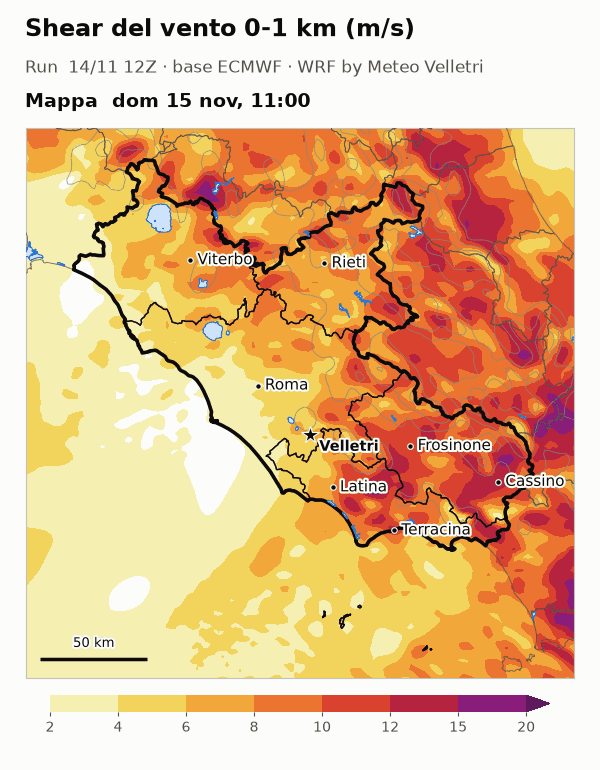 Shear del vento 0-1 km (m/s)
Run 14/11 12Z · base ECMWF · WRF by Meteo Velletri
Mappa dom 15 nov, 11:00
Viterbo
Rieti
Roma
Velletri
Frosinone
Latina
Cassino
Terracina
50 km
2 4 6 8 10 12 15 20